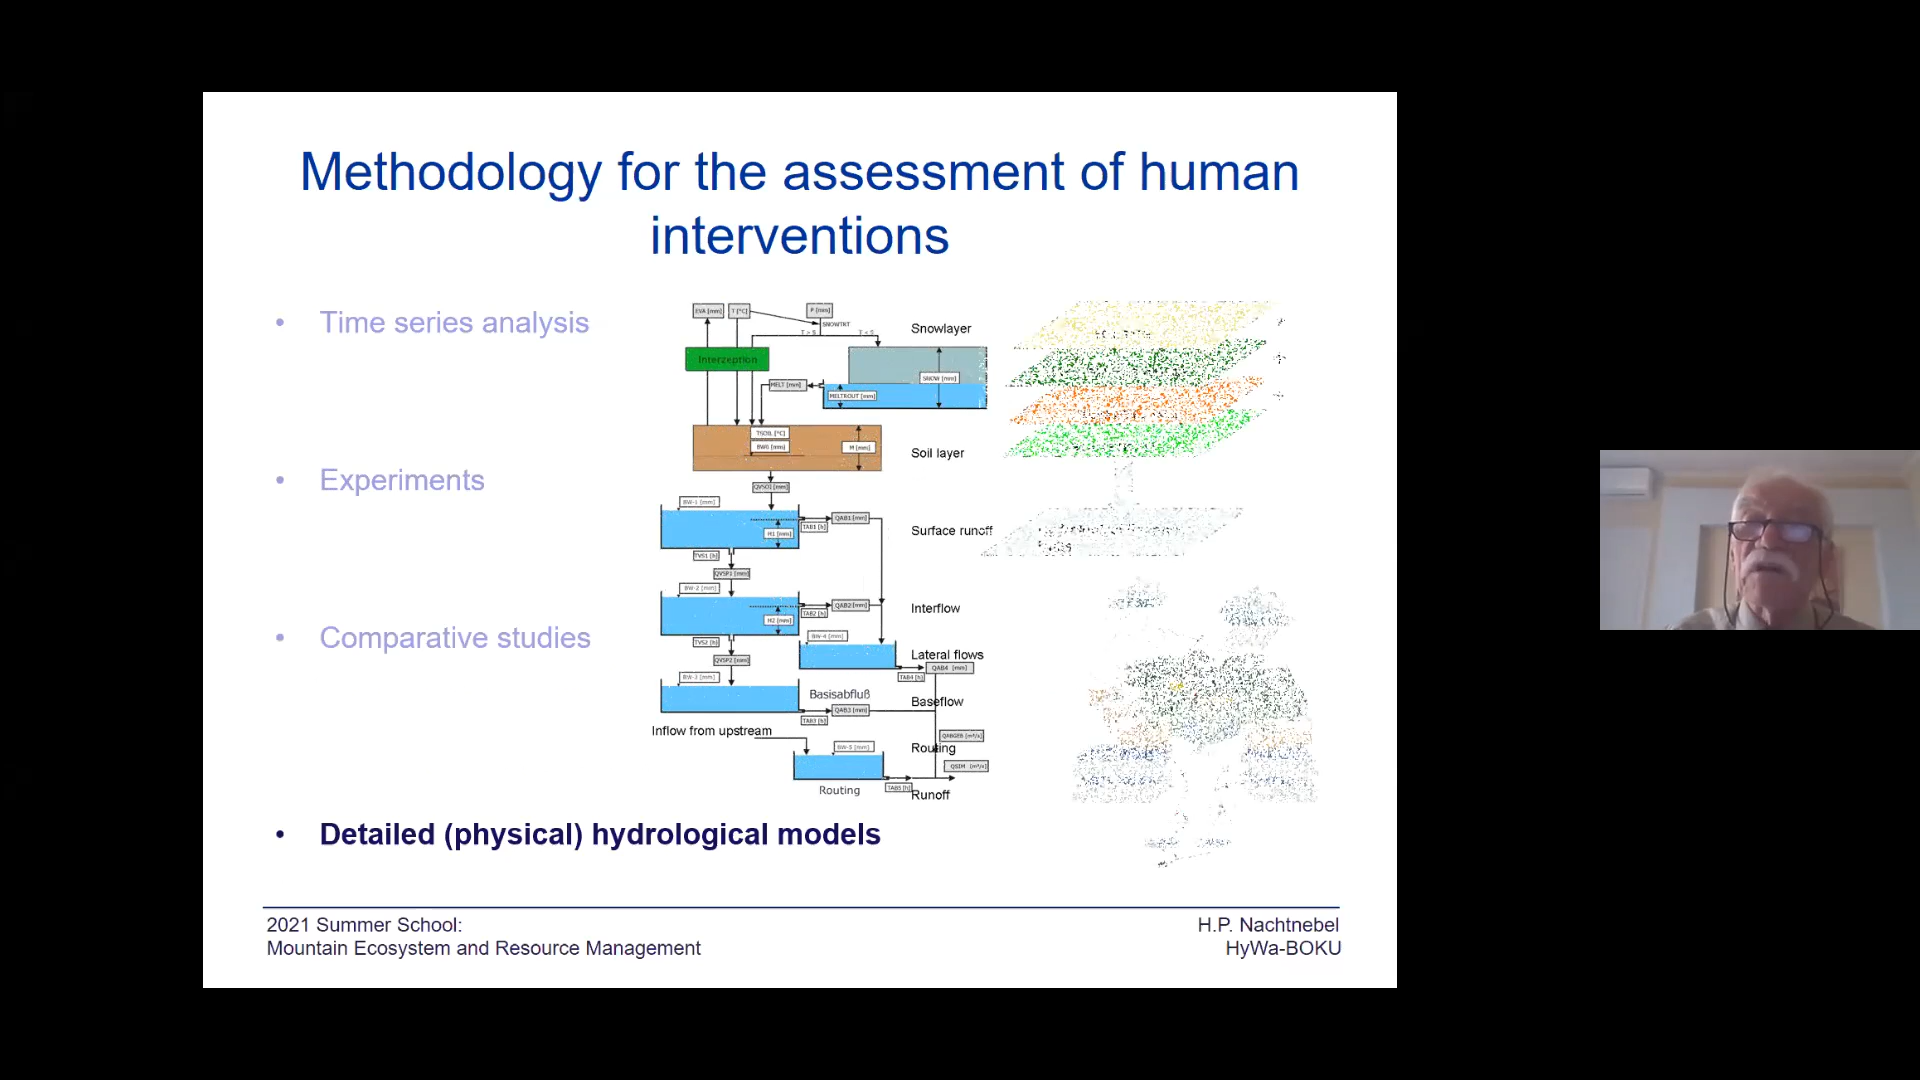 Methodology for the assessment of human
interventions
• Time series analysis
• Experiments
• Comparative studies
• Detailed (physical) hydrological models
EVA [mm]
T [°C]
P [mm]
SNOWTRT
Interzeption
Snowlayer
SNOW [mm]
MELT [mm]
MELTROUT [mm]
TSOIL [°C]
BW0 [mm]
M [mm]
Soil layer
QVSO1 [mm]
BW-1 [mm]
H1 [mm]
TAB1 [h]
QAB1 [mm]
Surface runoff
TVS1 [h]
QVSP1 [mm]
BW-2 [mm]
H2 [mm]
TAB2 [h]
QAB2 [mm]
Interflow
TVS2 [h]
QVSP2 [mm]
BW-4 [mm]
Lateral flows
QAB4 [mm]
TAB4 [h]
BW-3 [mm]
Basisabfluß
Baseflow
QAB3 [mm]
TAB3 [h]
Inflow from upstream
BW-5 [mm]
QABGEB [m³/s]
Routing
QSIM [m³/s]
TAB5 [h]
Routing
Runoff
2021 Summer School:
Mountain Ecosystem and Resource Management
H.P. Nachtnebel
HyWa-BOKU